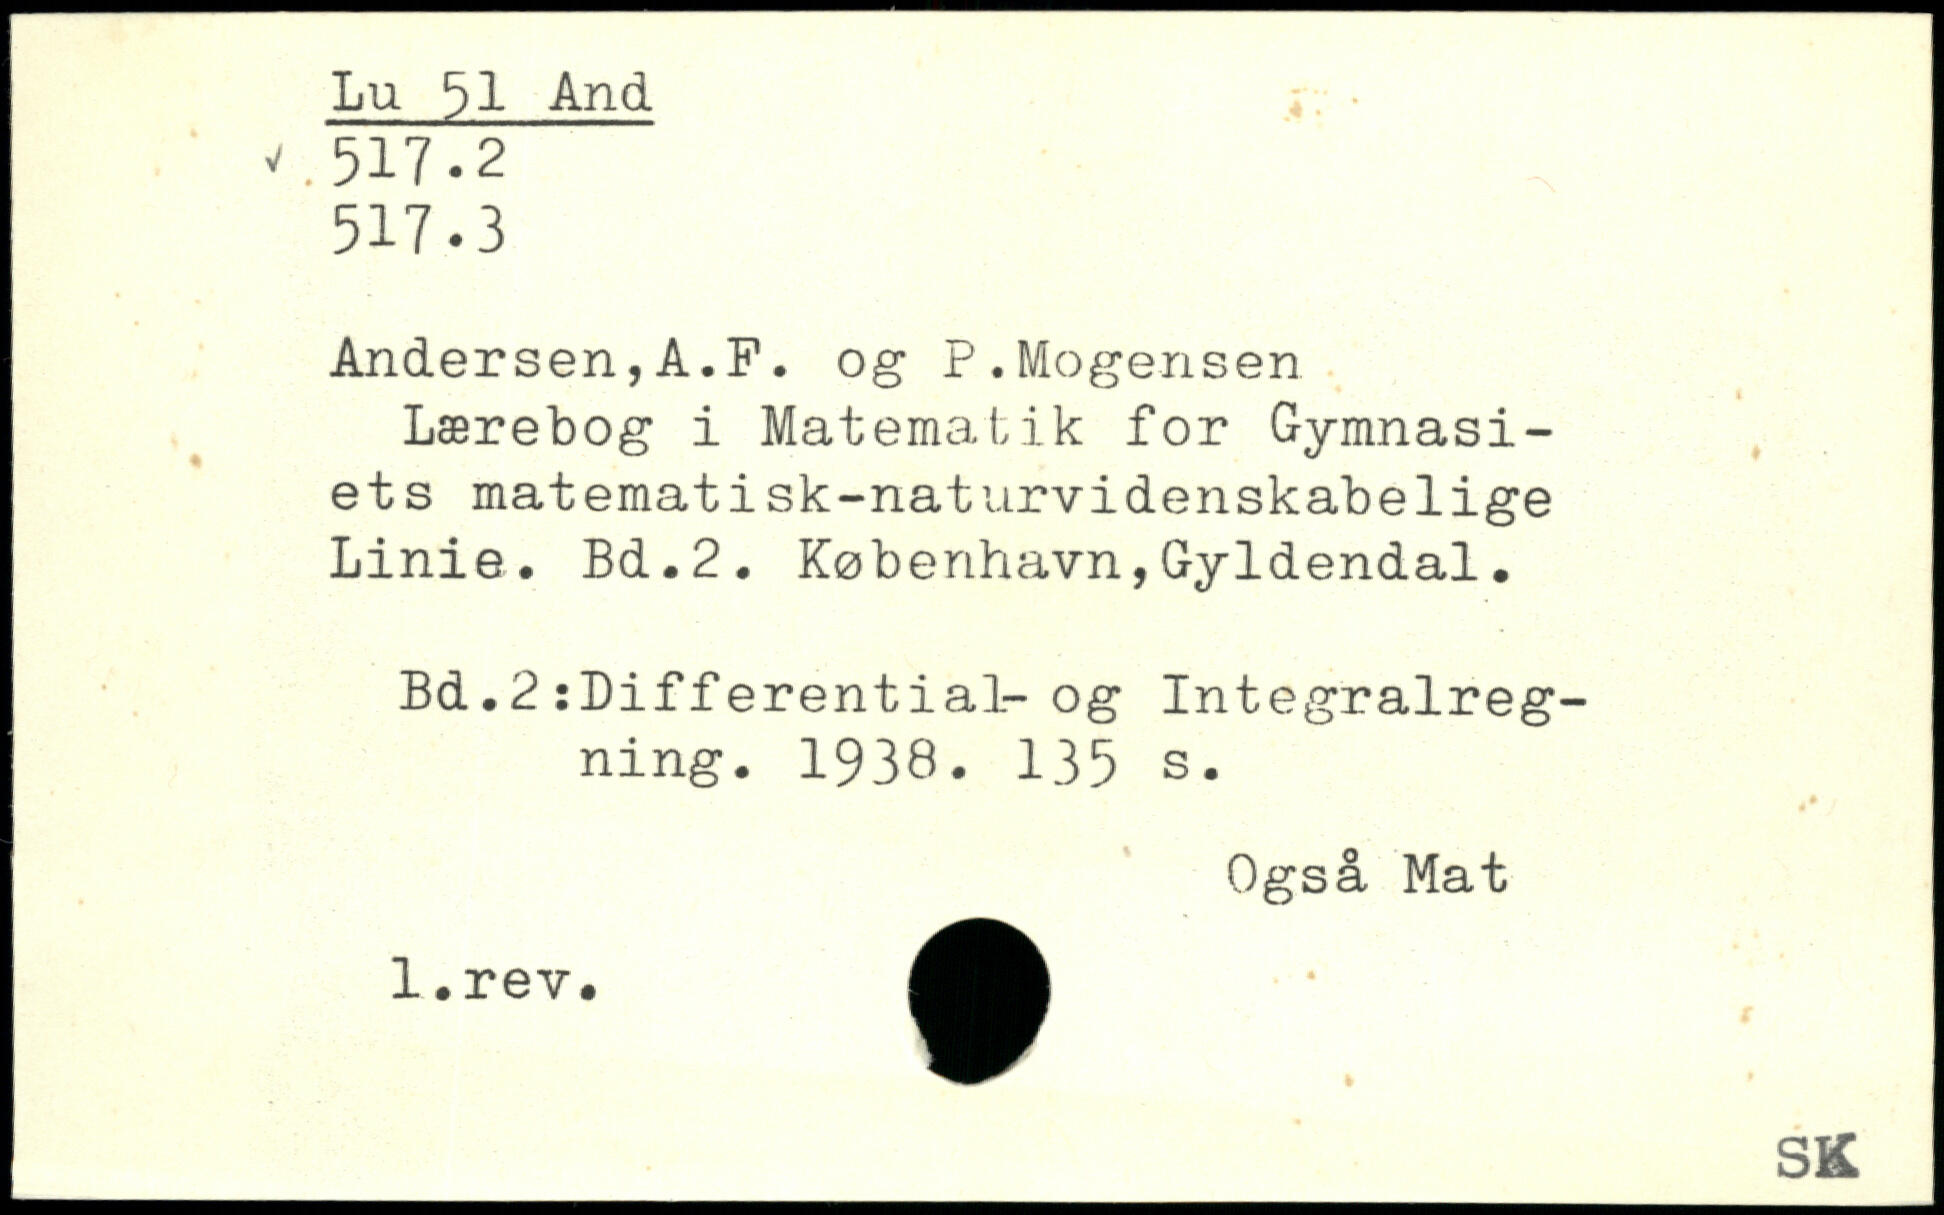 Lu 51 And
✓ 517.2
517.3
Andersen,A.F. og P.Mogensen
Lærebog i Matematik for Gymnasi-
ets matematisk-naturvidenskabelige
Linie. Bd.2. København,Gyldendal.
Bd.2:Differential- og Integralreg-
ning. 1938. 135 s.
Også Mat
1.rev.
SK